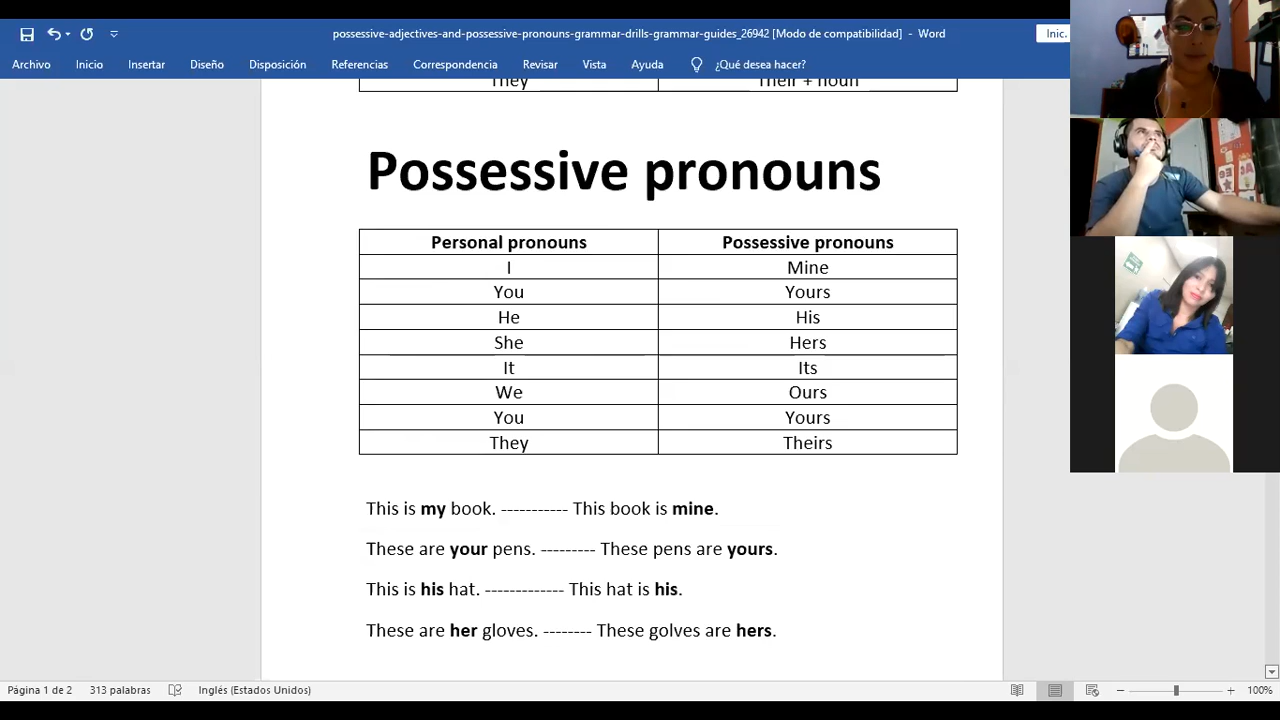 possessive-adjectives-and-possessive-pronouns-grammar-drills-grammar-guides_26942 [Modo de compatibilidad] - Word
Inic.
Archivo Inicio Insertar Diseño Disposición Referencias Correspondencia Revisar Vista Ayuda ¿Qué desea hacer?
They Their + noun
Possessive pronouns
Personal pronouns Possessive pronouns
I Mine
You Yours
He His
She Hers
It Its
We Ours
You Yours
They Theirs
This is my book. ----------- This book is mine.
These are your pens. --------- These pens are yours.
This is his hat. ------------- This hat is his.
These are her gloves. -------- These golves are hers.
Página 1 de 2 313 palabras Inglés (Estados Unidos) 100%